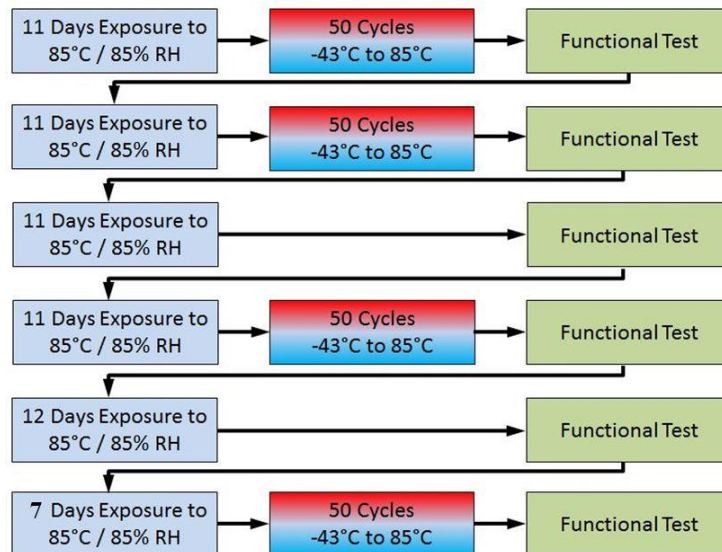 11 Days Exposure to
85°C / 85% RH
50 Cycles
-43°C to 85°C
Functional Test
11 Days Exposure to
85°C / 85% RH
50 Cycles
-43°C to 85°C
Functional Test
11 Days Exposure to
85°C / 85% RH
Functional Test
11 Days Exposure to
85°C / 85% RH
50 Cycles
-43°C to 85°C
Functional Test
12 Days Exposure to
85°C / 85% RH
Functional Test
7 Days Exposure to
85°C / 85% RH
50 Cycles
-43°C to 85°C
Functional Test